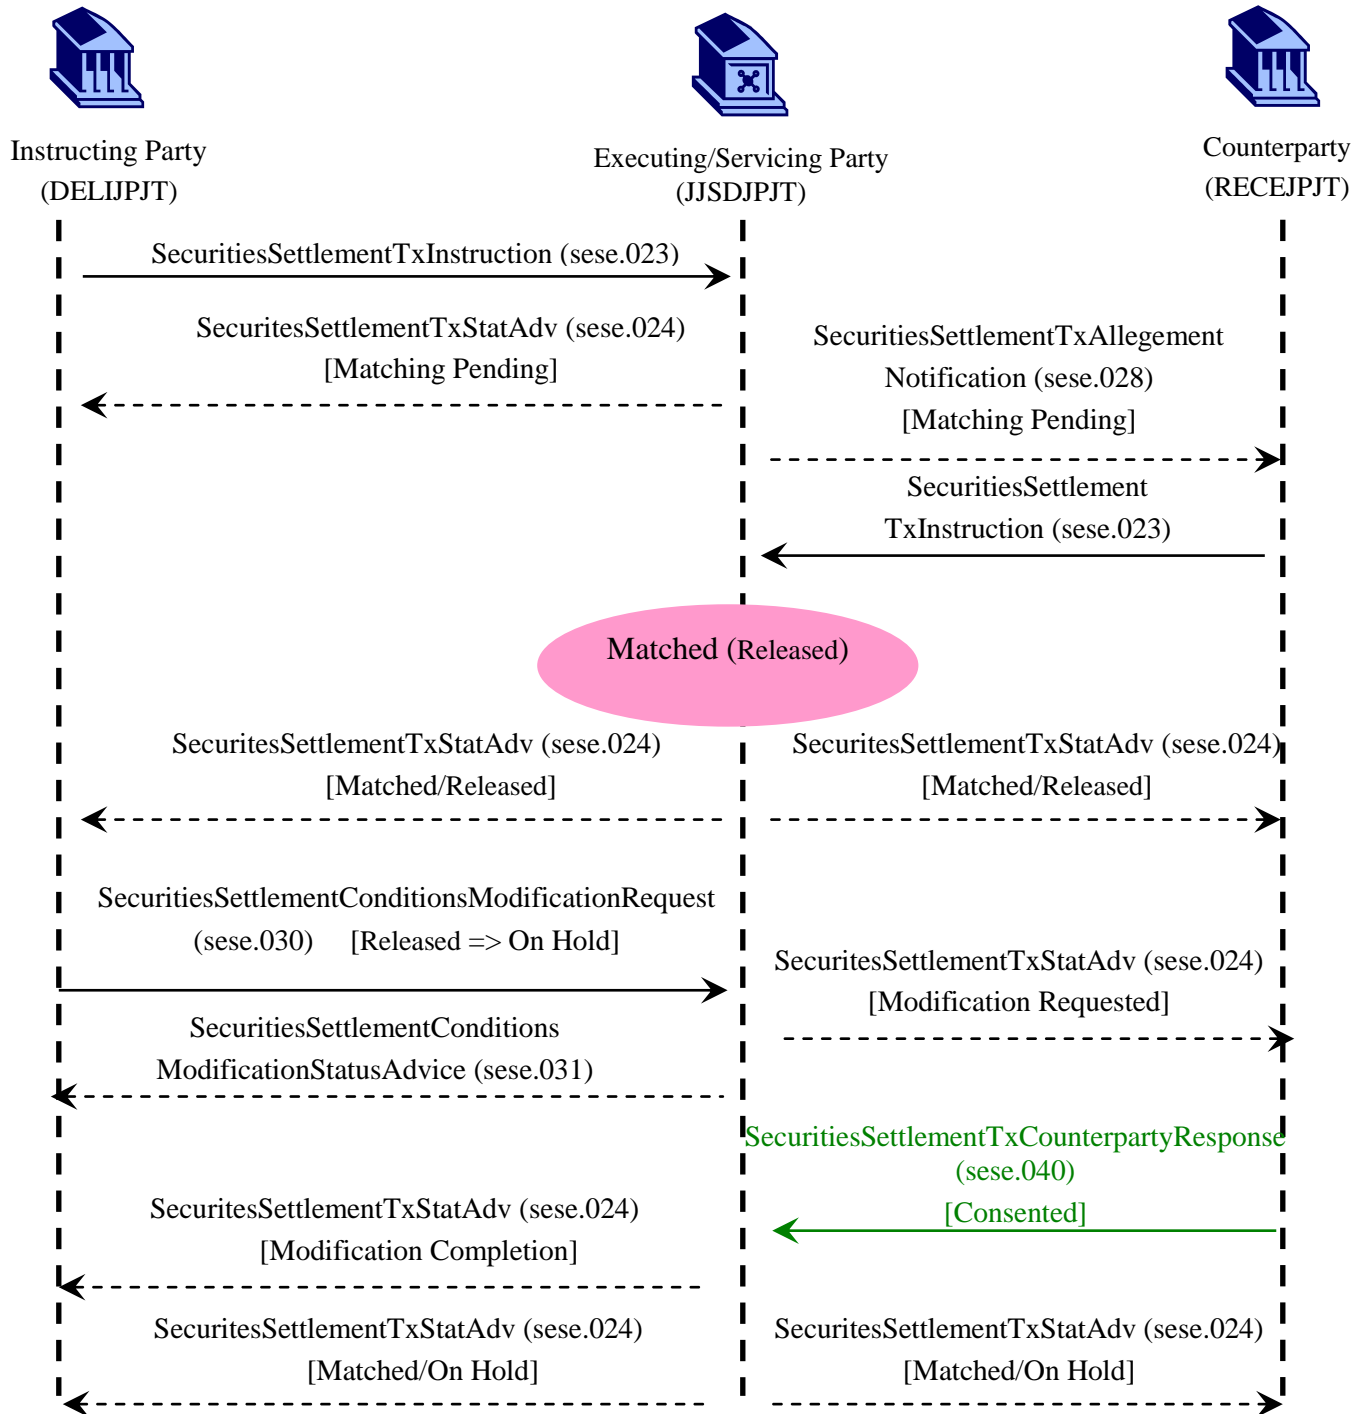 Instructing Party
(DELIJPJT)
Executing/Servicing Party
(JJSDJPJT)
Counterparty
(RECEJPJT)
SecuritiesSettlementTxInstruction (sese.023)
SecuritesSettlementTxStatAdv (sese.024)
[Matching Pending]
SecuritiesSettlementTxAllegement
Notification (sese.028)
[Matching Pending]
SecuritiesSettlement
TxInstruction (sese.023)
Matched (Released)
SecuritesSettlementTxStatAdv (sese.024)
[Matched/Released]
SecuritesSettlementTxStatAdv (sese.024)
[Matched/Released]
SecuritiesSettlementConditionsModificationRequest
(sese.030) [Released => On Hold]
SecuritesSettlementTxStatAdv (sese.024)
[Modification Requested]
SecuritiesSettlementConditions
ModificationStatusAdvice (sese.031)
SecuritiesSettlementTxCounterpartyResponse
(sese.040)
[Consented]
SecuritesSettlementTxStatAdv (sese.024)
[Modification Completion]
SecuritesSettlementTxStatAdv (sese.024)
[Matched/On Hold]
SecuritesSettlementTxStatAdv (sese.024)
[Matched/On Hold]